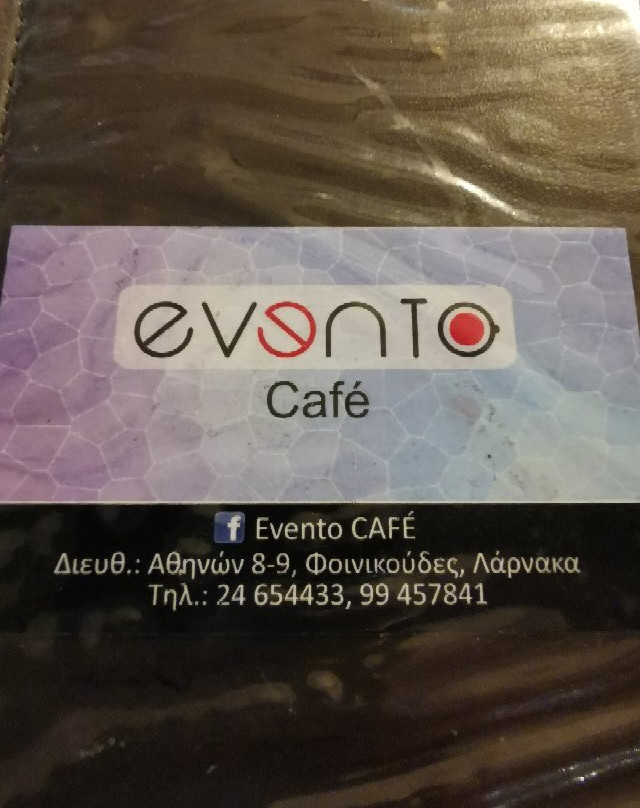 evento
Café
f Evento CAFÉ
Διευθ.: Αθηνών 8-9, Φοινικούδες, Λάρνακα
Τηλ.: 24 654433, 99 457841